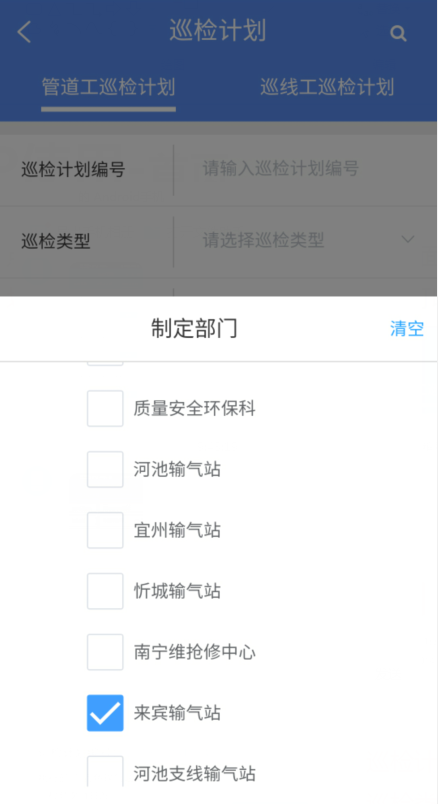 巡检计划
管道工巡检计划 巡线工巡检计划
巡检计划编号 请输入巡检计划编号
巡检类型 请选择巡检类型
制定部门 清空
质量安全环保科
河池输气站
宜州输气站
忻城输气站
南宁维抢修中心
来宾输气站
河池支线输气站